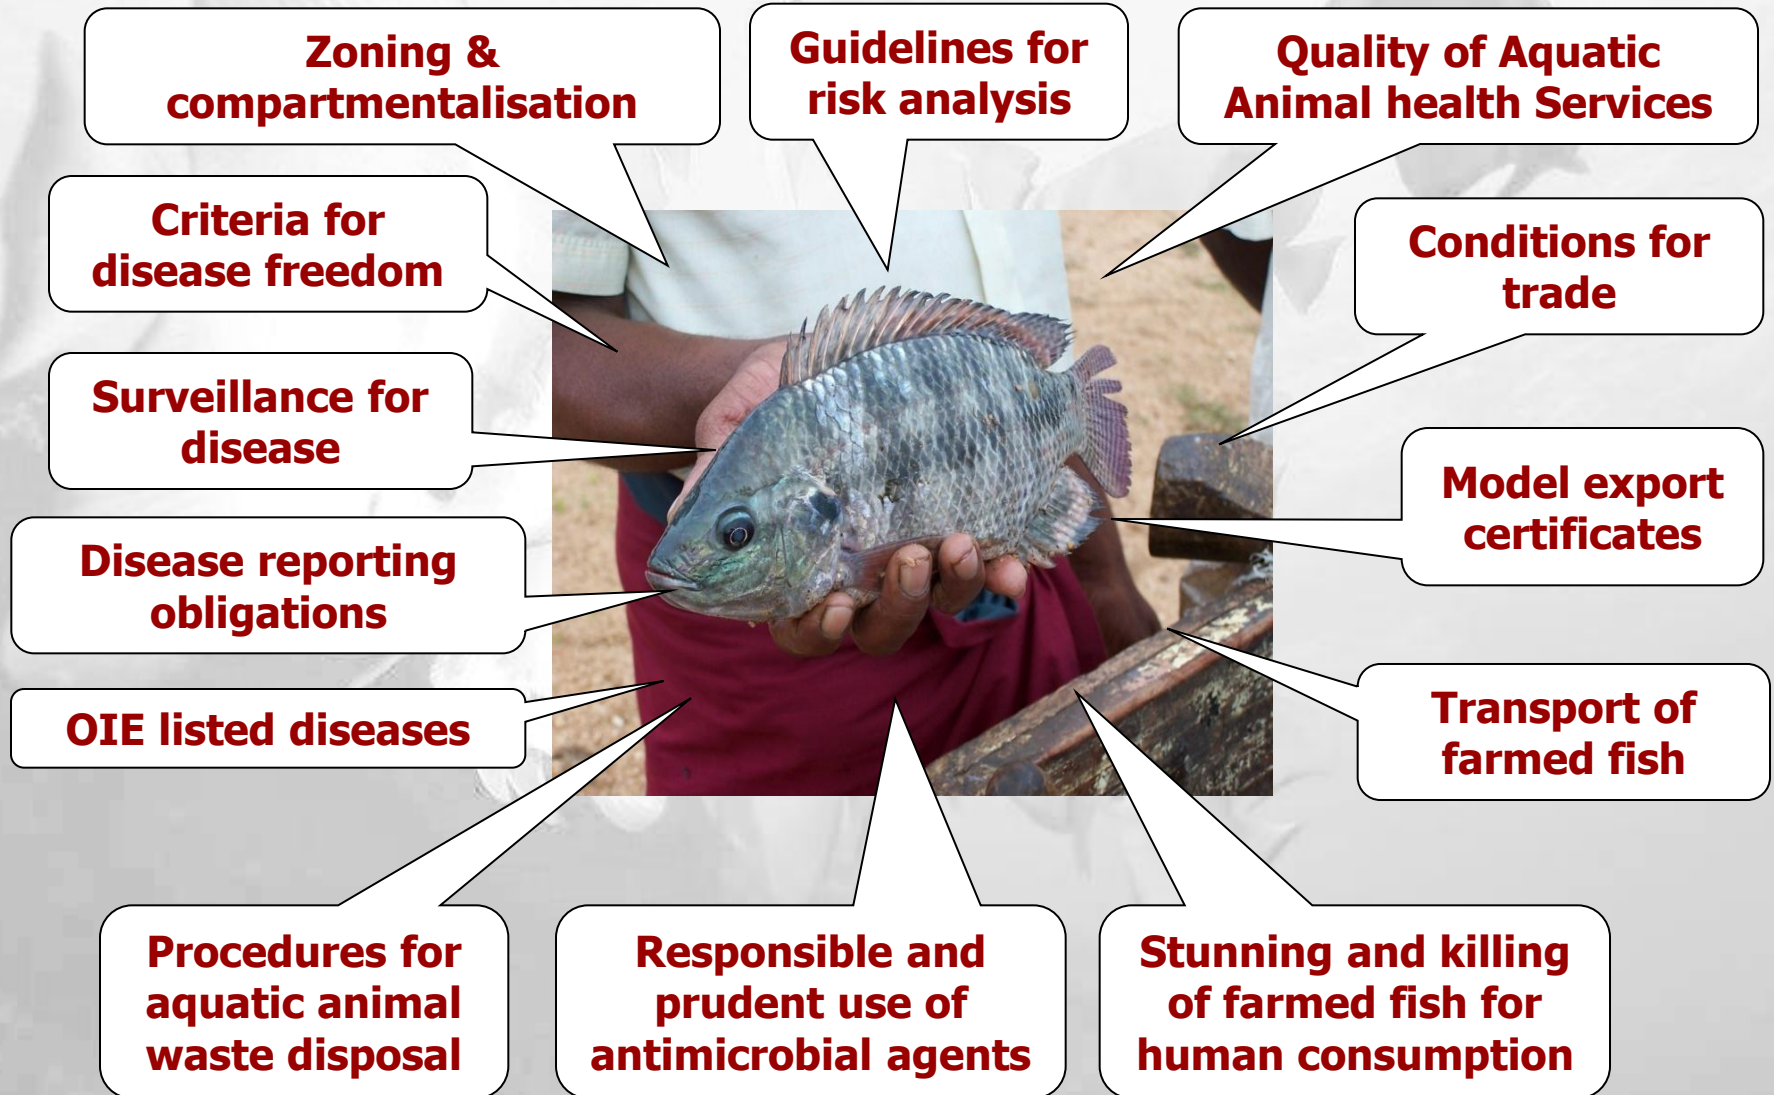 Zoning &
compartmentalisation
Guidelines for
risk analysis
Quality of Aquatic
Animal health Services
Criteria for
disease freedom
Conditions for
trade
Surveillance for
disease
Model export
certificates
Disease reporting
obligations
OIE listed diseases
Transport of
farmed fish
Procedures for
aquatic animal
waste disposal
Responsible and
prudent use of
antimicrobial agents
Stunning and killing
of farmed fish for
human consumption